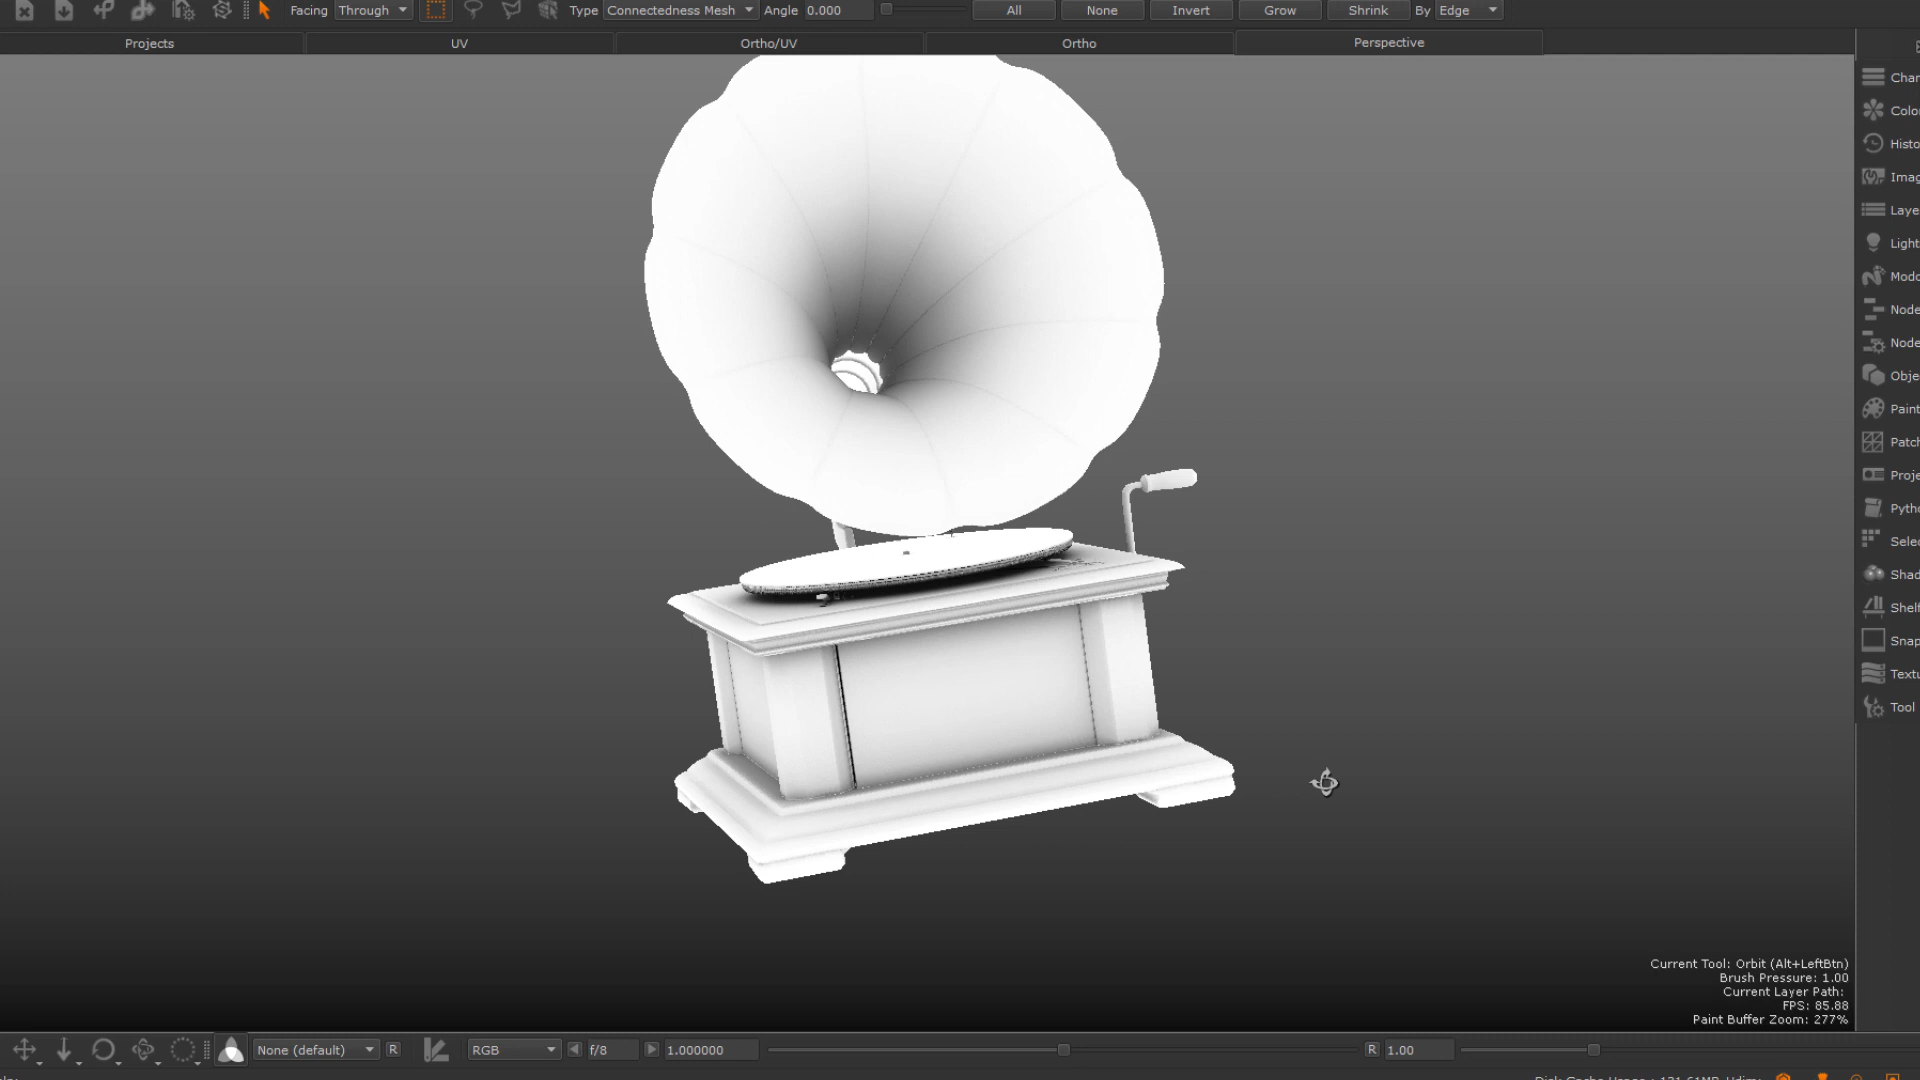 Facing Through Type Connectedness Mesh Angle 0.000 All None Invert Grow Shrink By Edge
Projects UV Ortho/UV Ortho Perspective
Char
Colo
Histo
Imag
Laye
Light
Modo
Node
Node
Obje
Paint
Patch
Proje
Pytho
Selec
Shad
Shelf
Snap
Textu
Tool
Current Tool: Orbit (Alt+LeftBtn)
Brush Pressure: 1.00
Current Layer Path:
FPS: 85.88
Paint Buffer Zoom: 277%
None (default) R RGB f/8 1.000000 R 1.00